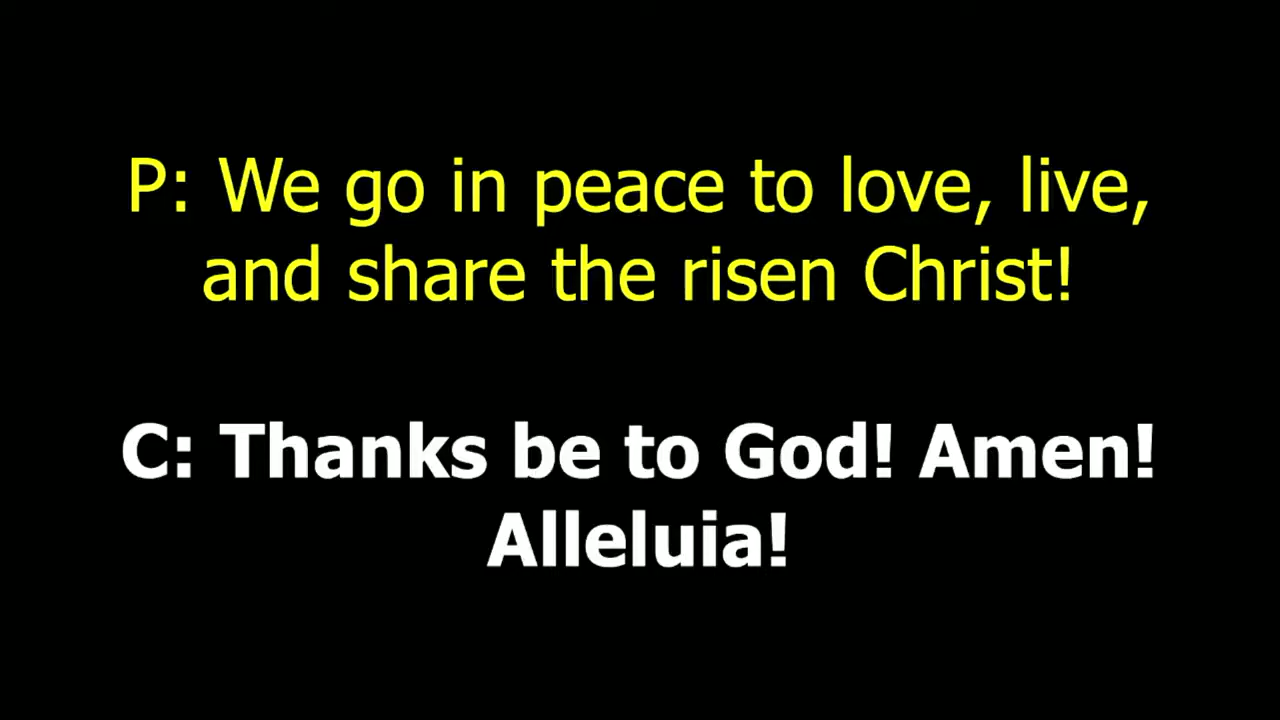 P: We go in peace to love, live,
and share the risen Christ!
C: Thanks be to God! Amen!
Alleluia!